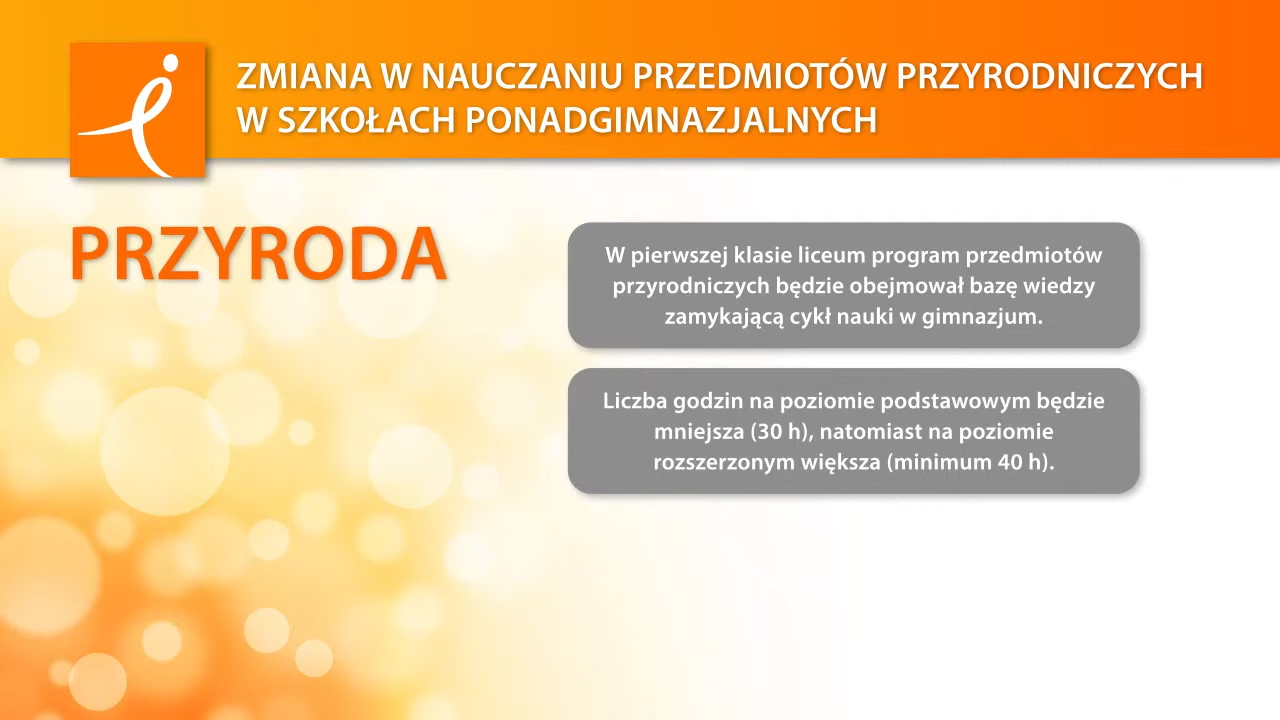 ZMIANA W NAUCZANIU PRZEDMIOTÓW PRZYRODNICZYCH
W SZKOŁACH PONADGIMNAZJALNYCH
PRZYRODA
W pierwszej klasie liceum program przedmiotów
przyrodniczych będzie obejmował bazę wiedzy
zamykającą cykł nauki w gimnazjum.
Liczba godzin na poziomie podstawowym będzie
mniejsza (30 h), natomiast na poziomie
rozszerzonym większa (minimum 40 h).